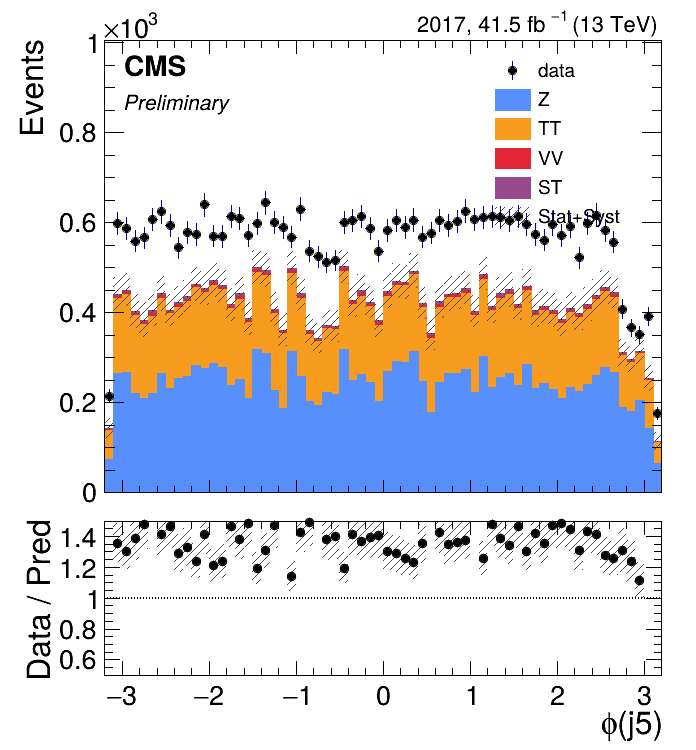 ×10³
2017, 41.5 fb⁻¹ (13 TeV)
Events
1
0.8
0.6
0.4
0.2
0
CMS
Preliminary
data
Z
TT
VV
ST
Stat+Syst
Data / Pred
1.4
1.2
1
0.8
0.6
−3
−2
−1
0
1
2
3
ϕ(j5)